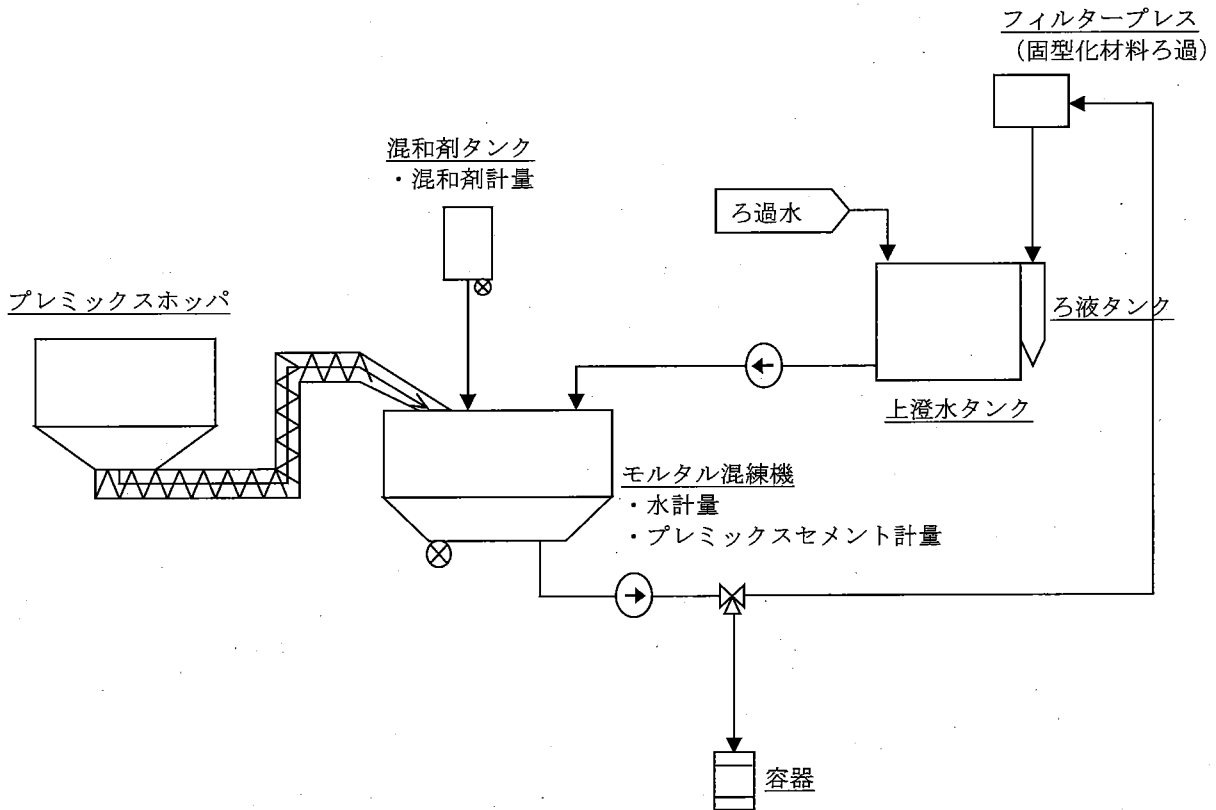 フィルタープレス
（固型化材料ろ過）
混和剤タンク
・混和剤計量
ろ過水
プレミックスホッパ
ろ液タンク
上澄水タンク
モルタル混練機
・水計量
・プレミックスセメント計量
容器